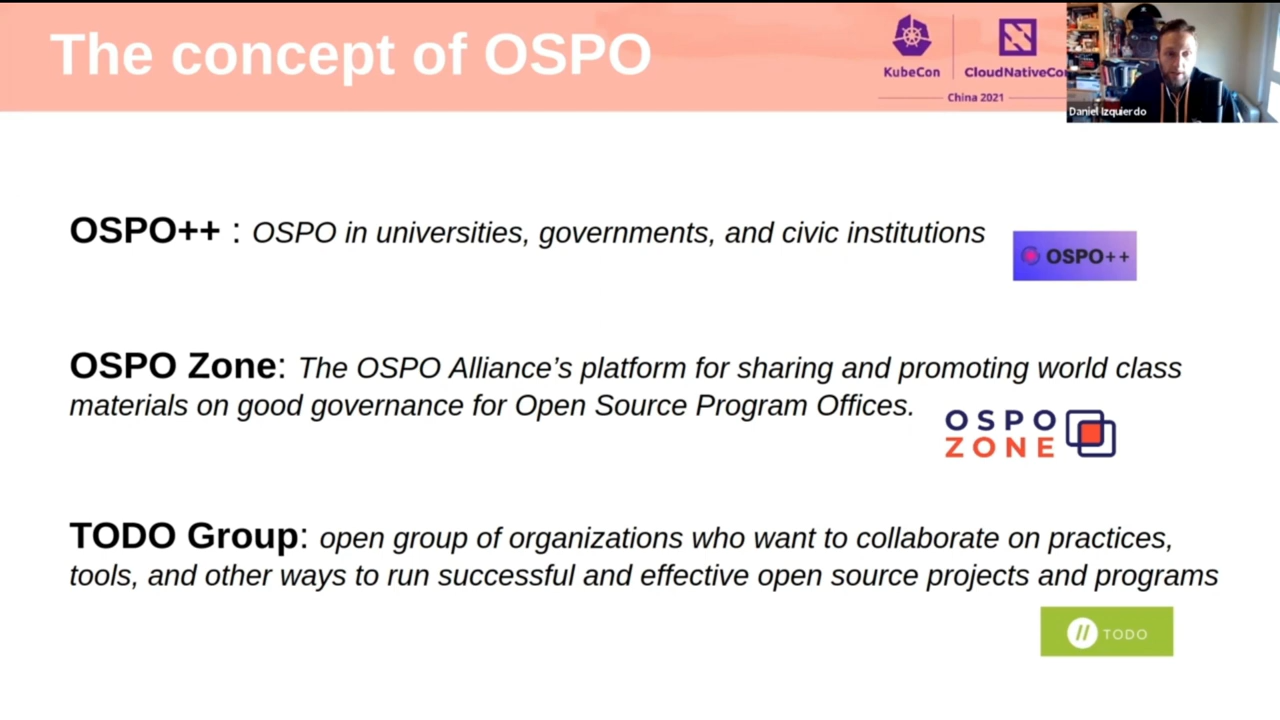 The concept of OSPO
KubeCon
CloudNativeCon
China 2021
Daniel Izquierdo
OSPO++ : OSPO in universities, governments, and civic institutions
OSPO++
OSPO Zone: The OSPO Alliance’s platform for sharing and promoting world class
materials on good governance for Open Source Program Offices.
OSPO
ZONE
TODO Group: open group of organizations who want to collaborate on practices,
tools, and other ways to run successful and effective open source projects and programs
TODO